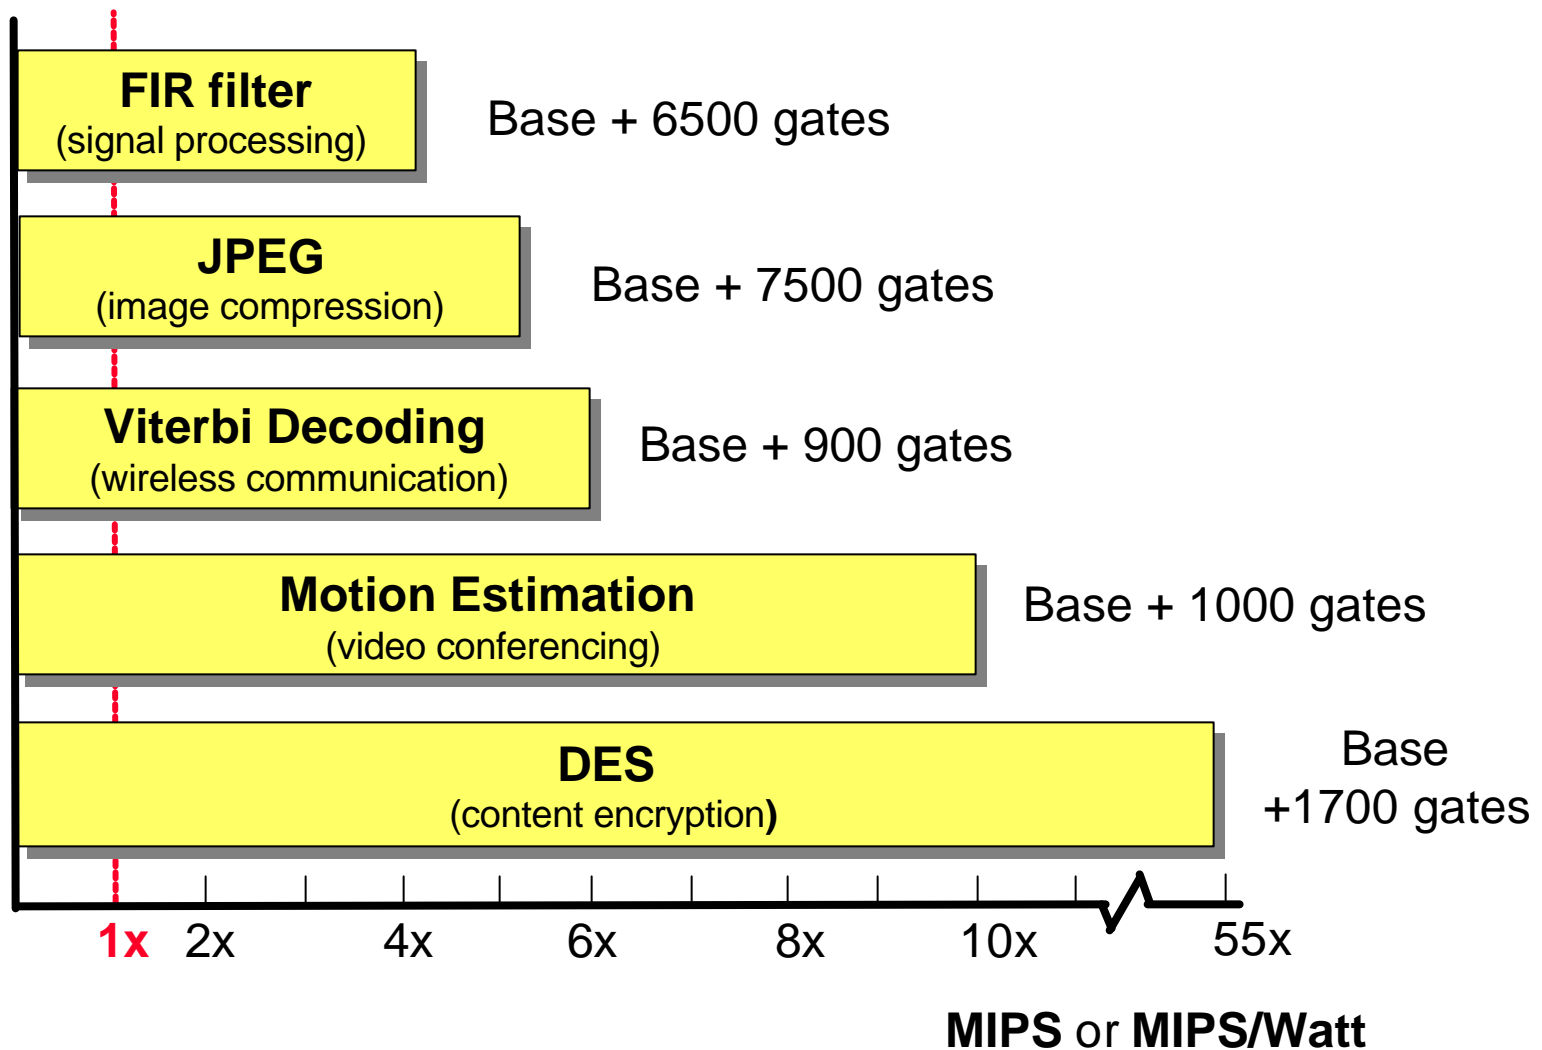 FIR filter
(signal processing)
Base + 6500 gates
JPEG
(image compression)
Base + 7500 gates
Viterbi Decoding
(wireless communication)
Base + 900 gates
Motion Estimation
(video conferencing)
Base + 1000 gates
DES
(content encryption)
Base
+1700 gates
1x 2x 4x 6x 8x 10x 55x
MIPS or MIPS/Watt